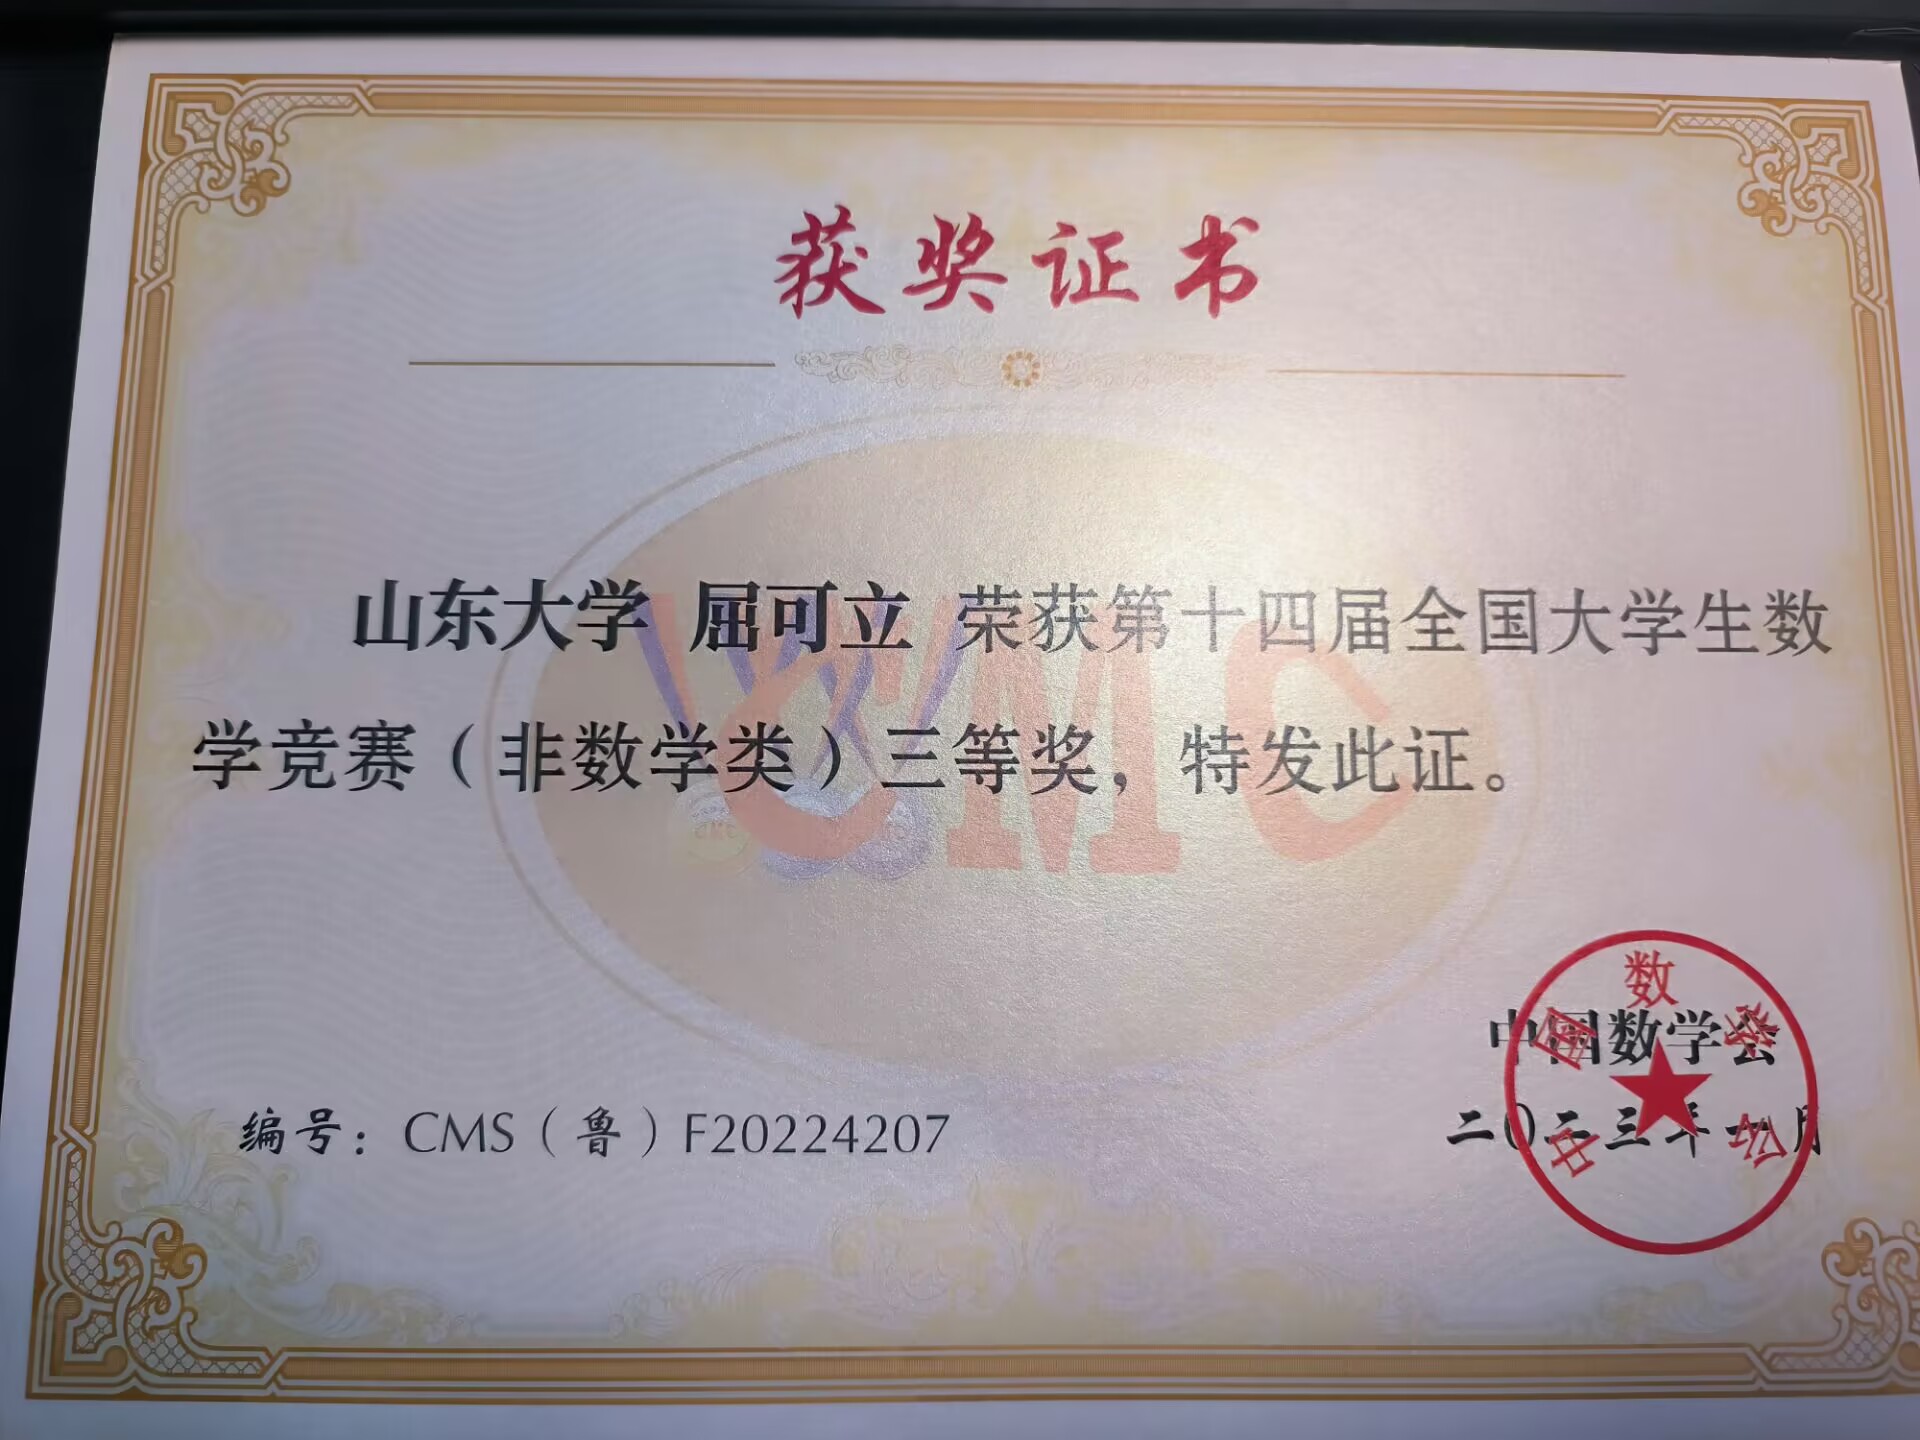 获奖证书
山东大学 屈可立 荣获第十四届全国大学生数
学竞赛（非数学类）三等奖，特发此证。
CMC
中国数学会
中国数学会
编号：CMS（鲁）F20224207
二〇二三年一月